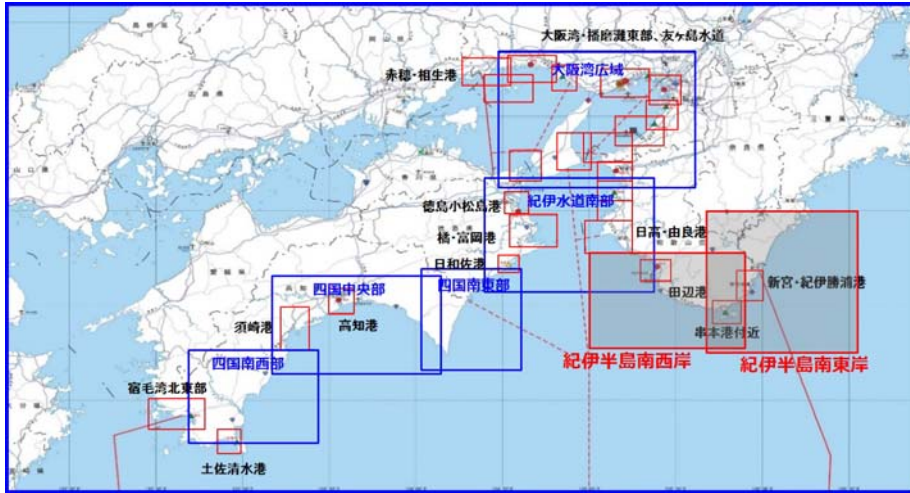 大阪湾・播磨灘東部、友ヶ島水道
赤穂・相生港
大阪湾広域
徳島小松島港
紀伊水道南部
橘・富岡港
日高・由良港
日和佐港
四国中央部
四国南東部
田辺港
新宮・紀伊勝浦港
須崎港
高知港
串本港付近
四国南西部
紀伊半島南西岸
紀伊半島南東岸
宿毛湾北東部
土佐清水港